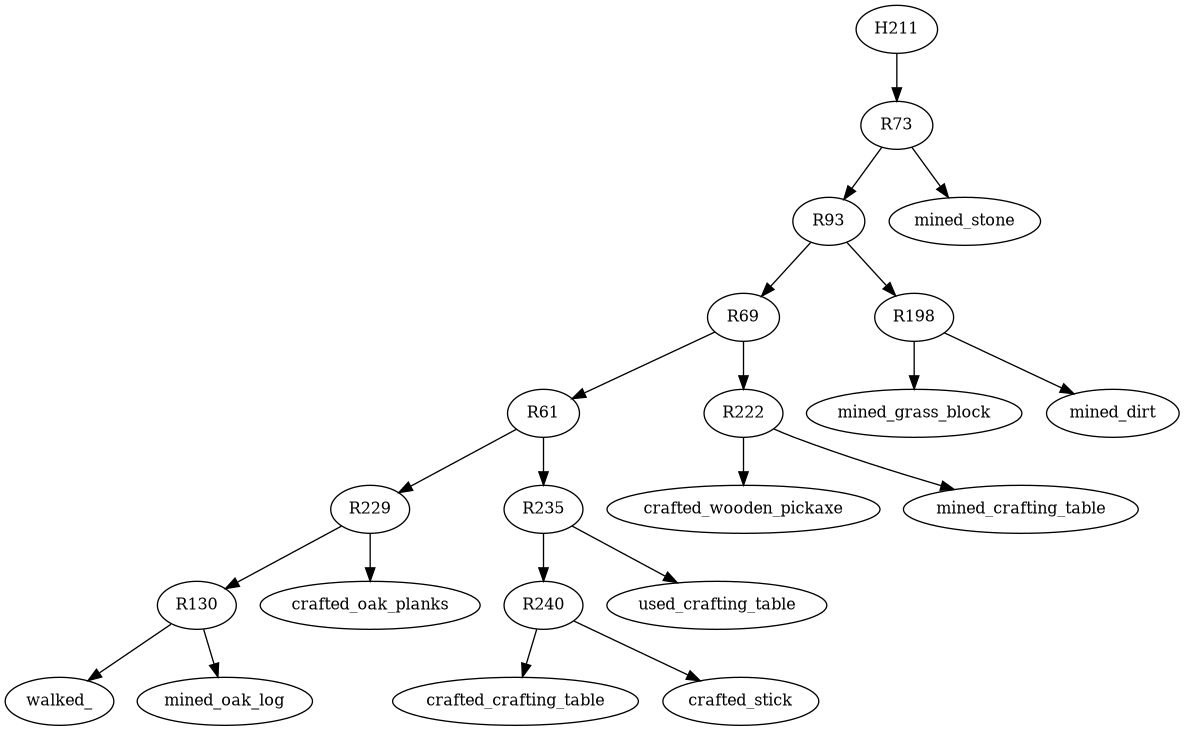 H211
R73
R93
mined_stone
R69
R198
R61
R222
mined_grass_block
mined_dirt
R229
R235
crafted_wooden_pickaxe
mined_crafting_table
R130
crafted_oak_planks
R240
used_crafting_table
walked_
mined_oak_log
crafted_crafting_table
crafted_stick